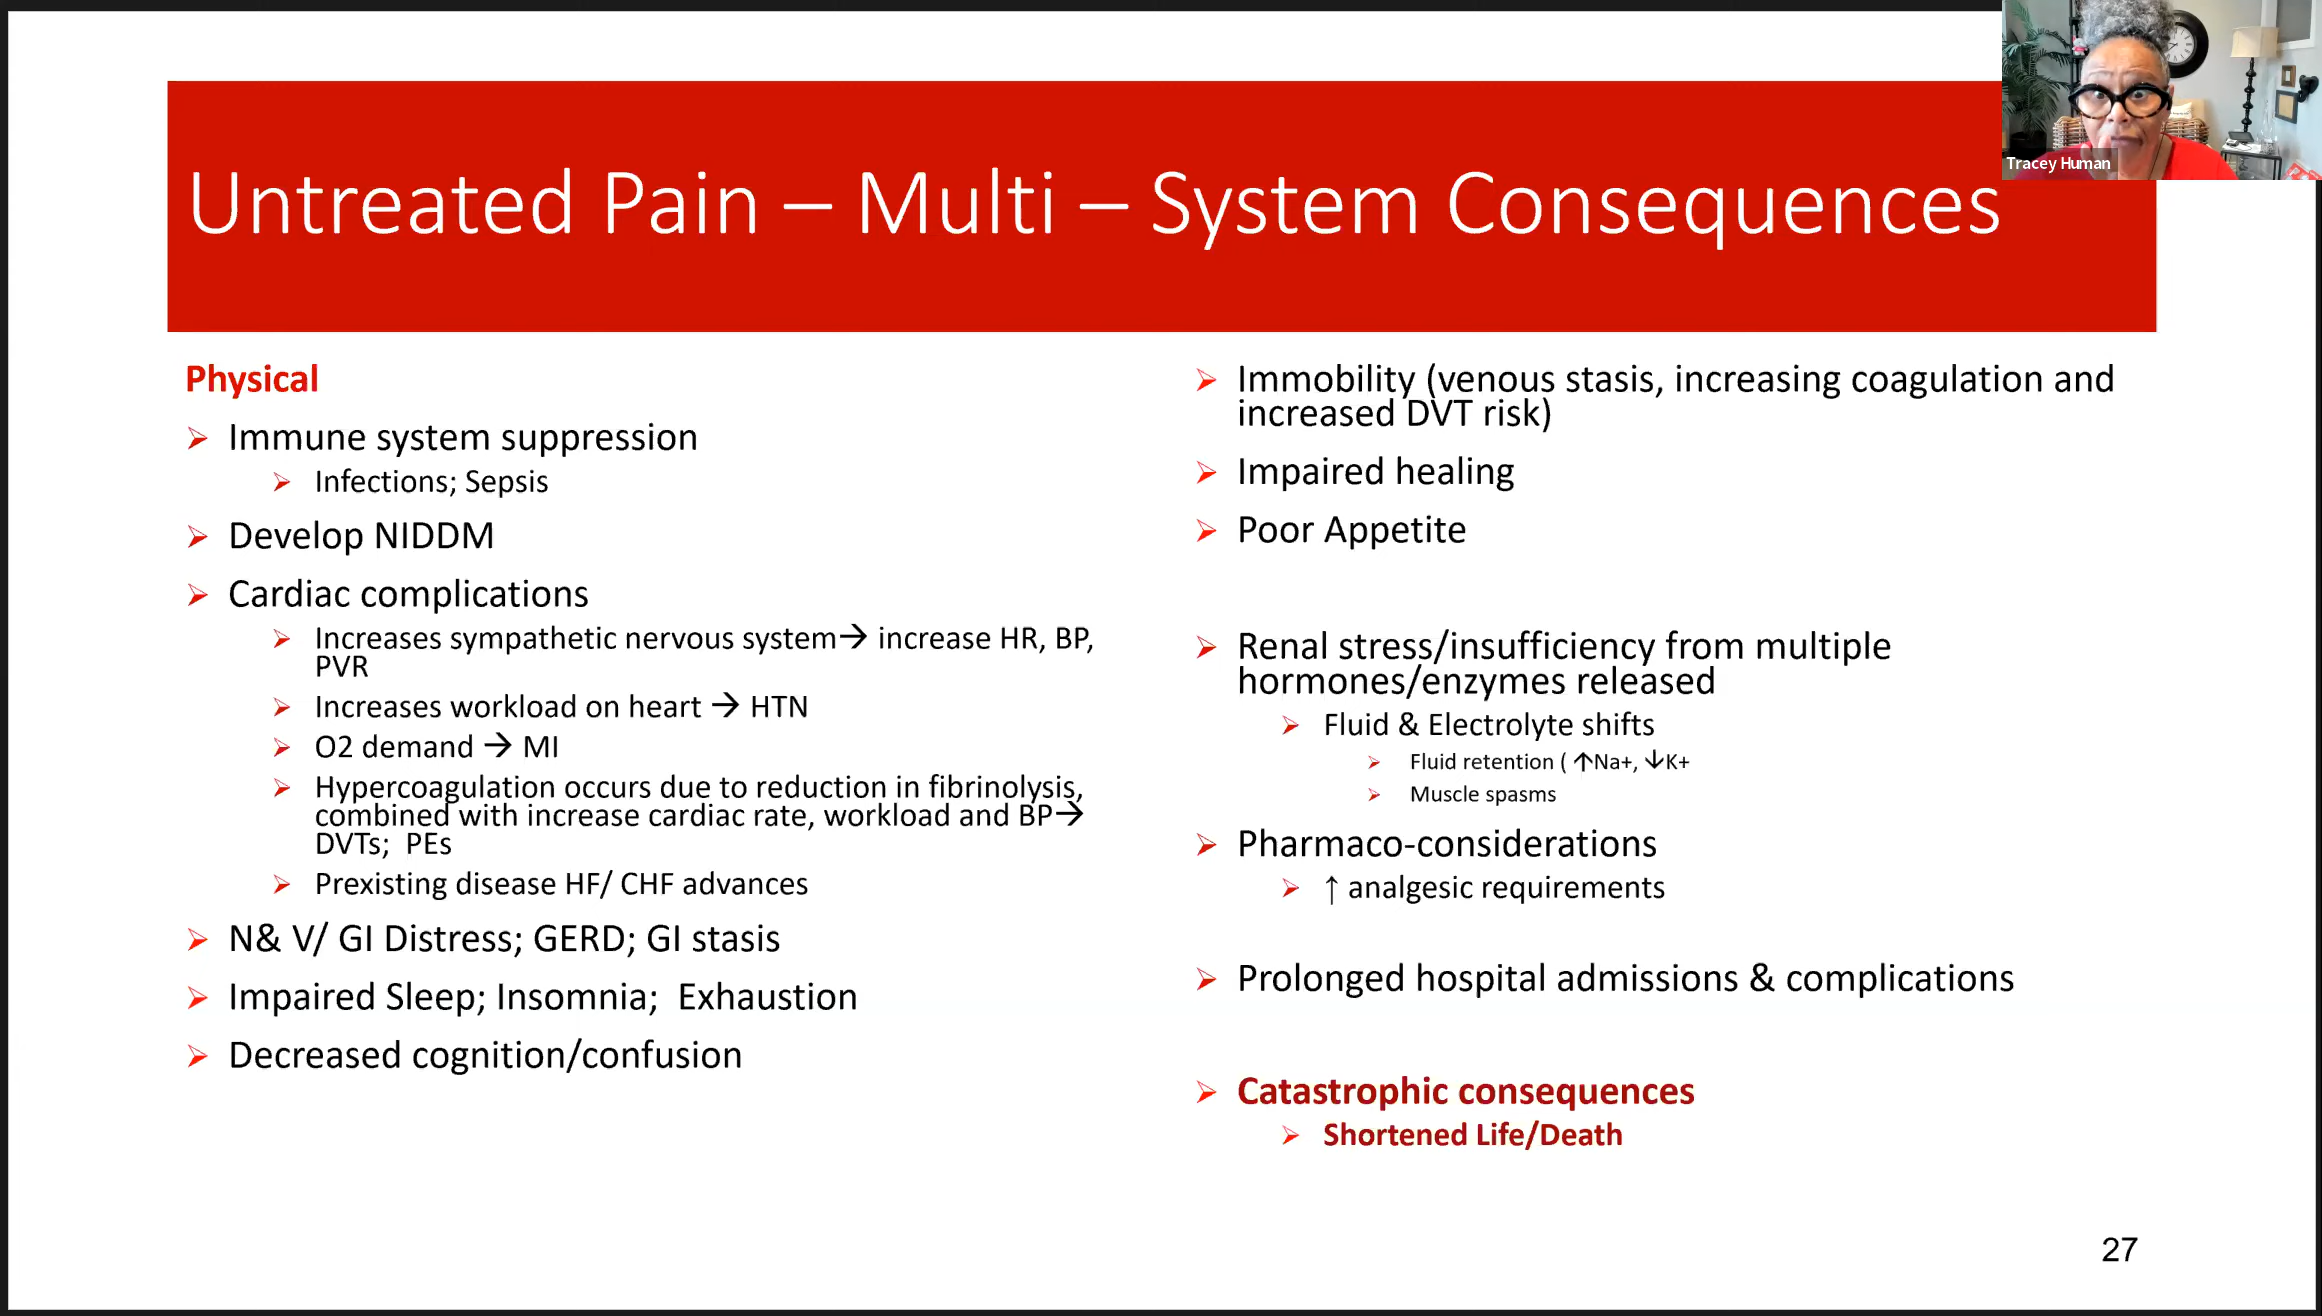 Untreated Pain – Multi – System Consequences
Tracey Human
Physical
➢ Immune system suppression
➢ Infections; Sepsis
➢ Develop NIDDM
➢ Cardiac complications
➢ Increases sympathetic nervous system→ increase HR, BP,
PVR
➢ Increases workload on heart → HTN
➢ O2 demand → MI
➢ Hypercoagulation occurs due to reduction in fibrinolysis,
combined with increase cardiac rate, workload and BP→
DVTs;  PEs
➢ Prexisting disease HF/ CHF advances
➢ N& V/ GI Distress; GERD; GI stasis
➢ Impaired Sleep; Insomnia;  Exhaustion
➢ Decreased cognition/confusion
➢ Immobility (venous stasis, increasing coagulation and
increased DVT risk)
➢ Impaired healing
➢ Poor Appetite
➢ Renal stress/insufficiency from multiple
hormones/enzymes released
➢ Fluid & Electrolyte shifts
➢ Fluid retention ( ↑Na+, ↓K+
➢ Muscle spasms
➢ Pharmaco-considerations
➢ ↑ analgesic requirements
➢ Prolonged hospital admissions & complications
➢ Catastrophic consequences
➢ Shortened Life/Death
27